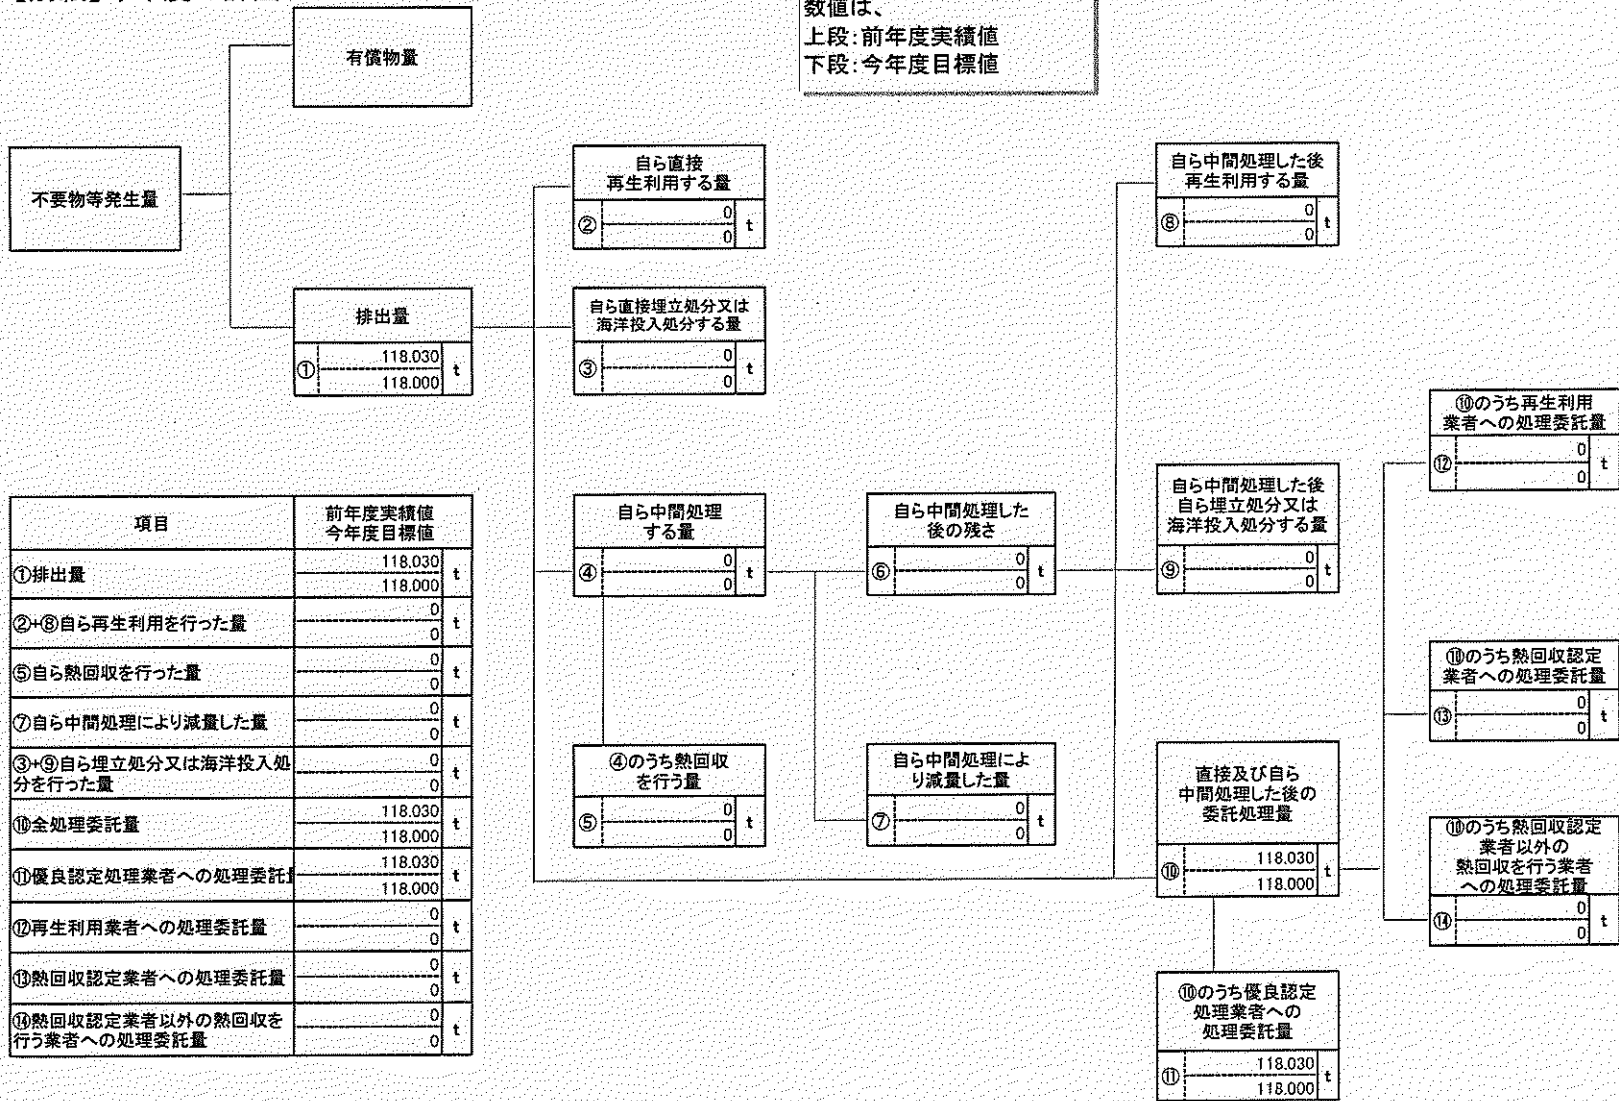 数値は、
上段：前年度実績値
下段：今年度目標値
有償物量
不要物等発生量
排出量
①
118.030
118.000
t
自ら直接
再生利用する量
②
0
0
t
自ら直接埋立処分又は
海洋投入処分する量
③
0
0
t
自ら中間処理
する量
④
0
0
t
④のうち熱回収
を行う量
⑤
0
0
t
自ら中間処理した
後の残さ
⑥
0
0
t
自ら中間処理によ
り減量した量
⑦
0
0
t
自ら中間処理した後
再生利用する量
⑧
0
0
t
自ら中間処理した後
自ら埋立処分又は
海洋投入処分する量
⑨
0
0
t
直接及び自ら
中間処理した後の
委託処理量
⑩
118.030
118.000
t
⑩のうち優良認定
処理業者への
処理委託量
⑪
118.030
118.000
t
⑩のうち再生利用
業者への処理委託量
⑫
0
0
t
⑩のうち熱回収認定
業者への処理委託量
⑬
0
0
t
⑩のうち熱回収認定
業者以外の
熱回収を行う業者
への処理委託量
⑭
0
0
t
項目
前年度実績値
今年度目標値
①排出量
118.030
118.000
t
②+⑧自ら再生利用を行った量
0
0
t
⑤自ら熱回収を行った量
0
0
t
⑦自ら中間処理により減量した量
0
0
t
③+⑨自ら埋立処分又は海洋投入処
分を行った量
0
0
t
⑩全処理委託量
118.030
118.000
t
⑪優良認定処理業者への処理委託
118.030
118.000
t
⑫再生利用業者への処理委託量
0
0
t
⑬熱回収認定業者への処理委託量
0
0
t
⑭熱回収認定業者以外の熱回収を
行う業者への処理委託量
0
0
t